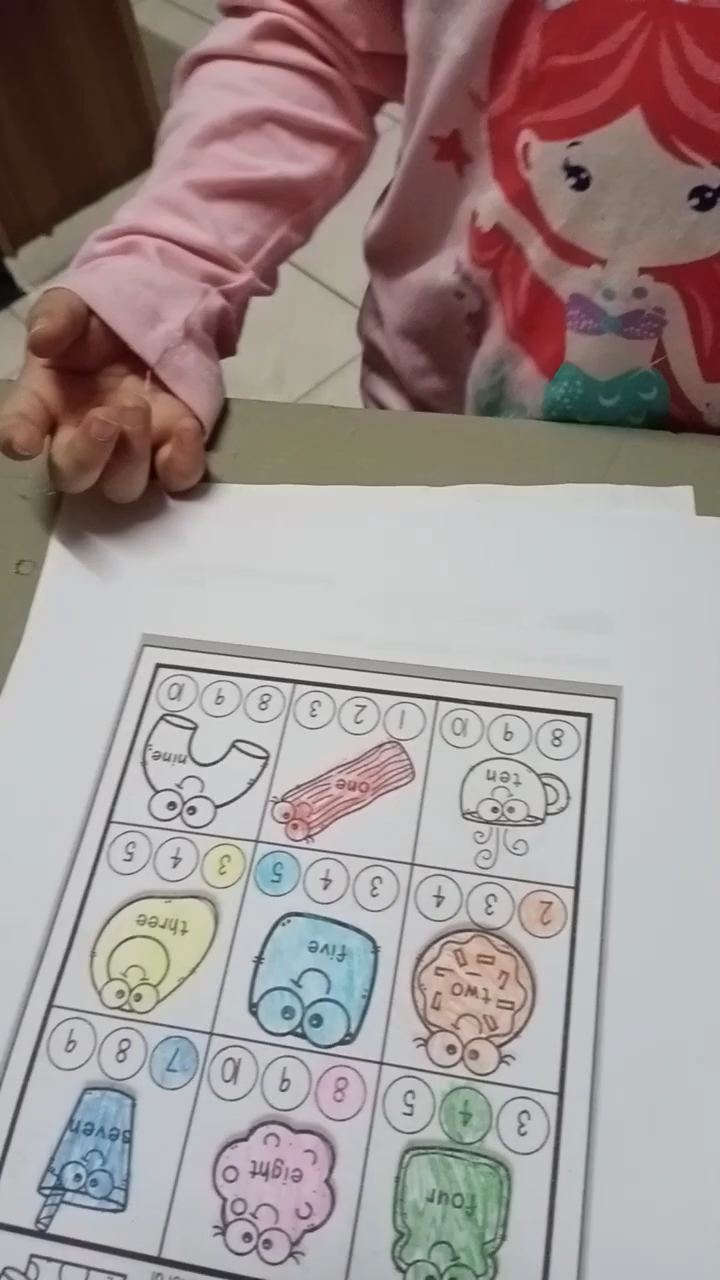 four
eight
seven
3 4 5
8 9 10
7 8 9
two
five
three
2 3 4
3 4 5
3 4 5
ten
one
nine
8 9 10
1 2 3
8 9 10